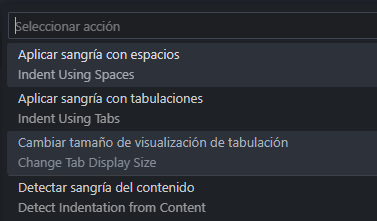 Seleccionar acción
Aplicar sangría con espacios
Indent Using Spaces
Aplicar sangría con tabulaciones
Indent Using Tabs
Cambiar tamaño de visualización de tabulación
Change Tab Display Size
Detectar sangría del contenido
Detect Indentation from Content